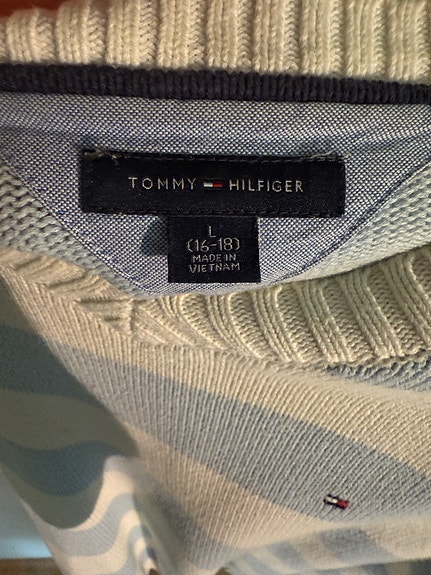 TOMMY HILFIGER
L
(16-18)
MADE IN
VIETNAM